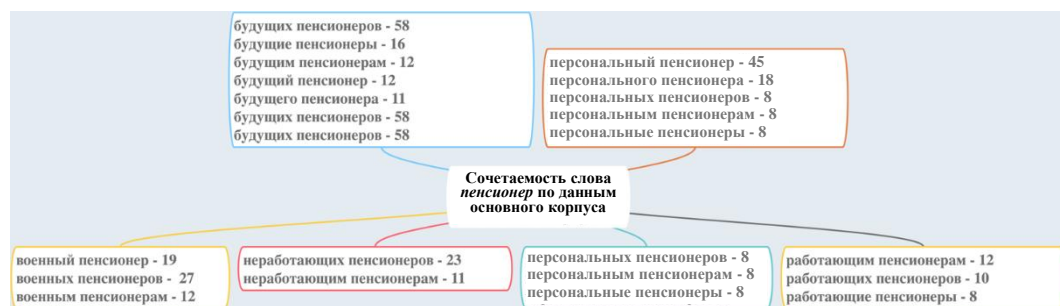 будущих пенсионеров - 58
будущие пенсионеры - 16
будущим пенсионерам - 12
будущий пенсионер - 12
будущего пенсионера - 11
будущих пенсионеров - 58
будущих пенсионеров - 58
персональный пенсионер - 45
персонального пенсионера - 18
персональных пенсионеров - 8
персональным пенсионерам - 8
персональные пенсионеры - 8
Сочетаемость слова
пенсионер по данным
основного корпуса
военный пенсионер - 19
военных пенсионеров - 27
военным пенсионерам - 12
неработающих пенсионеров - 23
неработающим пенсионерам - 11
персональных пенсионеров - 8
персональным пенсионерам - 8
персональные пенсионеры - 8
работающим пенсионерам - 12
работающих пенсионеров - 10
работающие пенсионеры - 8